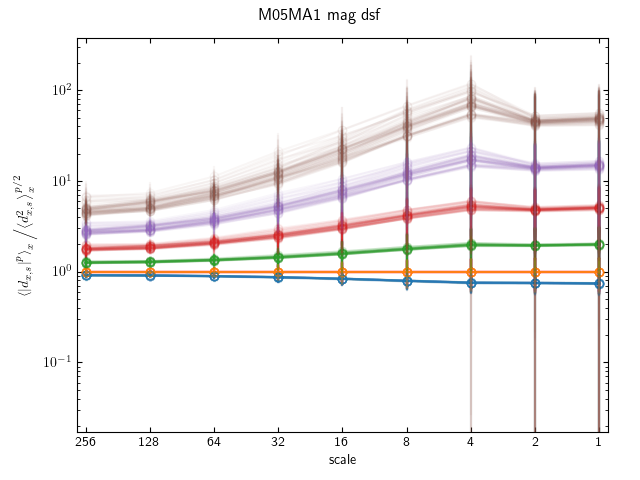 M05MA1 mag dsf
⟨|d_{x,s}|^p⟩_x / ⟨d^2_{x,s}⟩_x^{p/2}
10^2
10^1
10^0
10^{-1}
256 128 64 32 16 8 4 2 1
scale